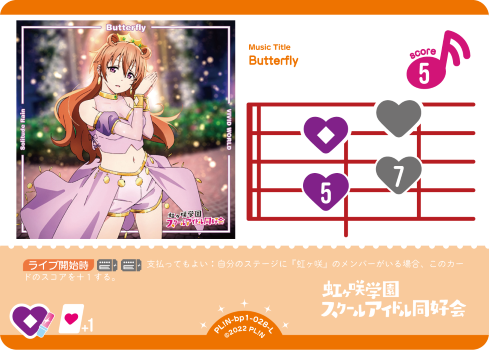 Butterfly
Solitude Rain
VIVID WORLD
虹ヶ咲学園
スクールアイドル同好会
Music Title
Butterfly
score
5
5
7
ライブ開始時 支払ってもよい：自分のステージに「虹ヶ咲」のメンバーがいる場合、このカー
ドのスコアを＋1する。
+1
虹ヶ咲学園
スクールアイドル同好会
PL!N-bp1-028-L
©2022 PL!N